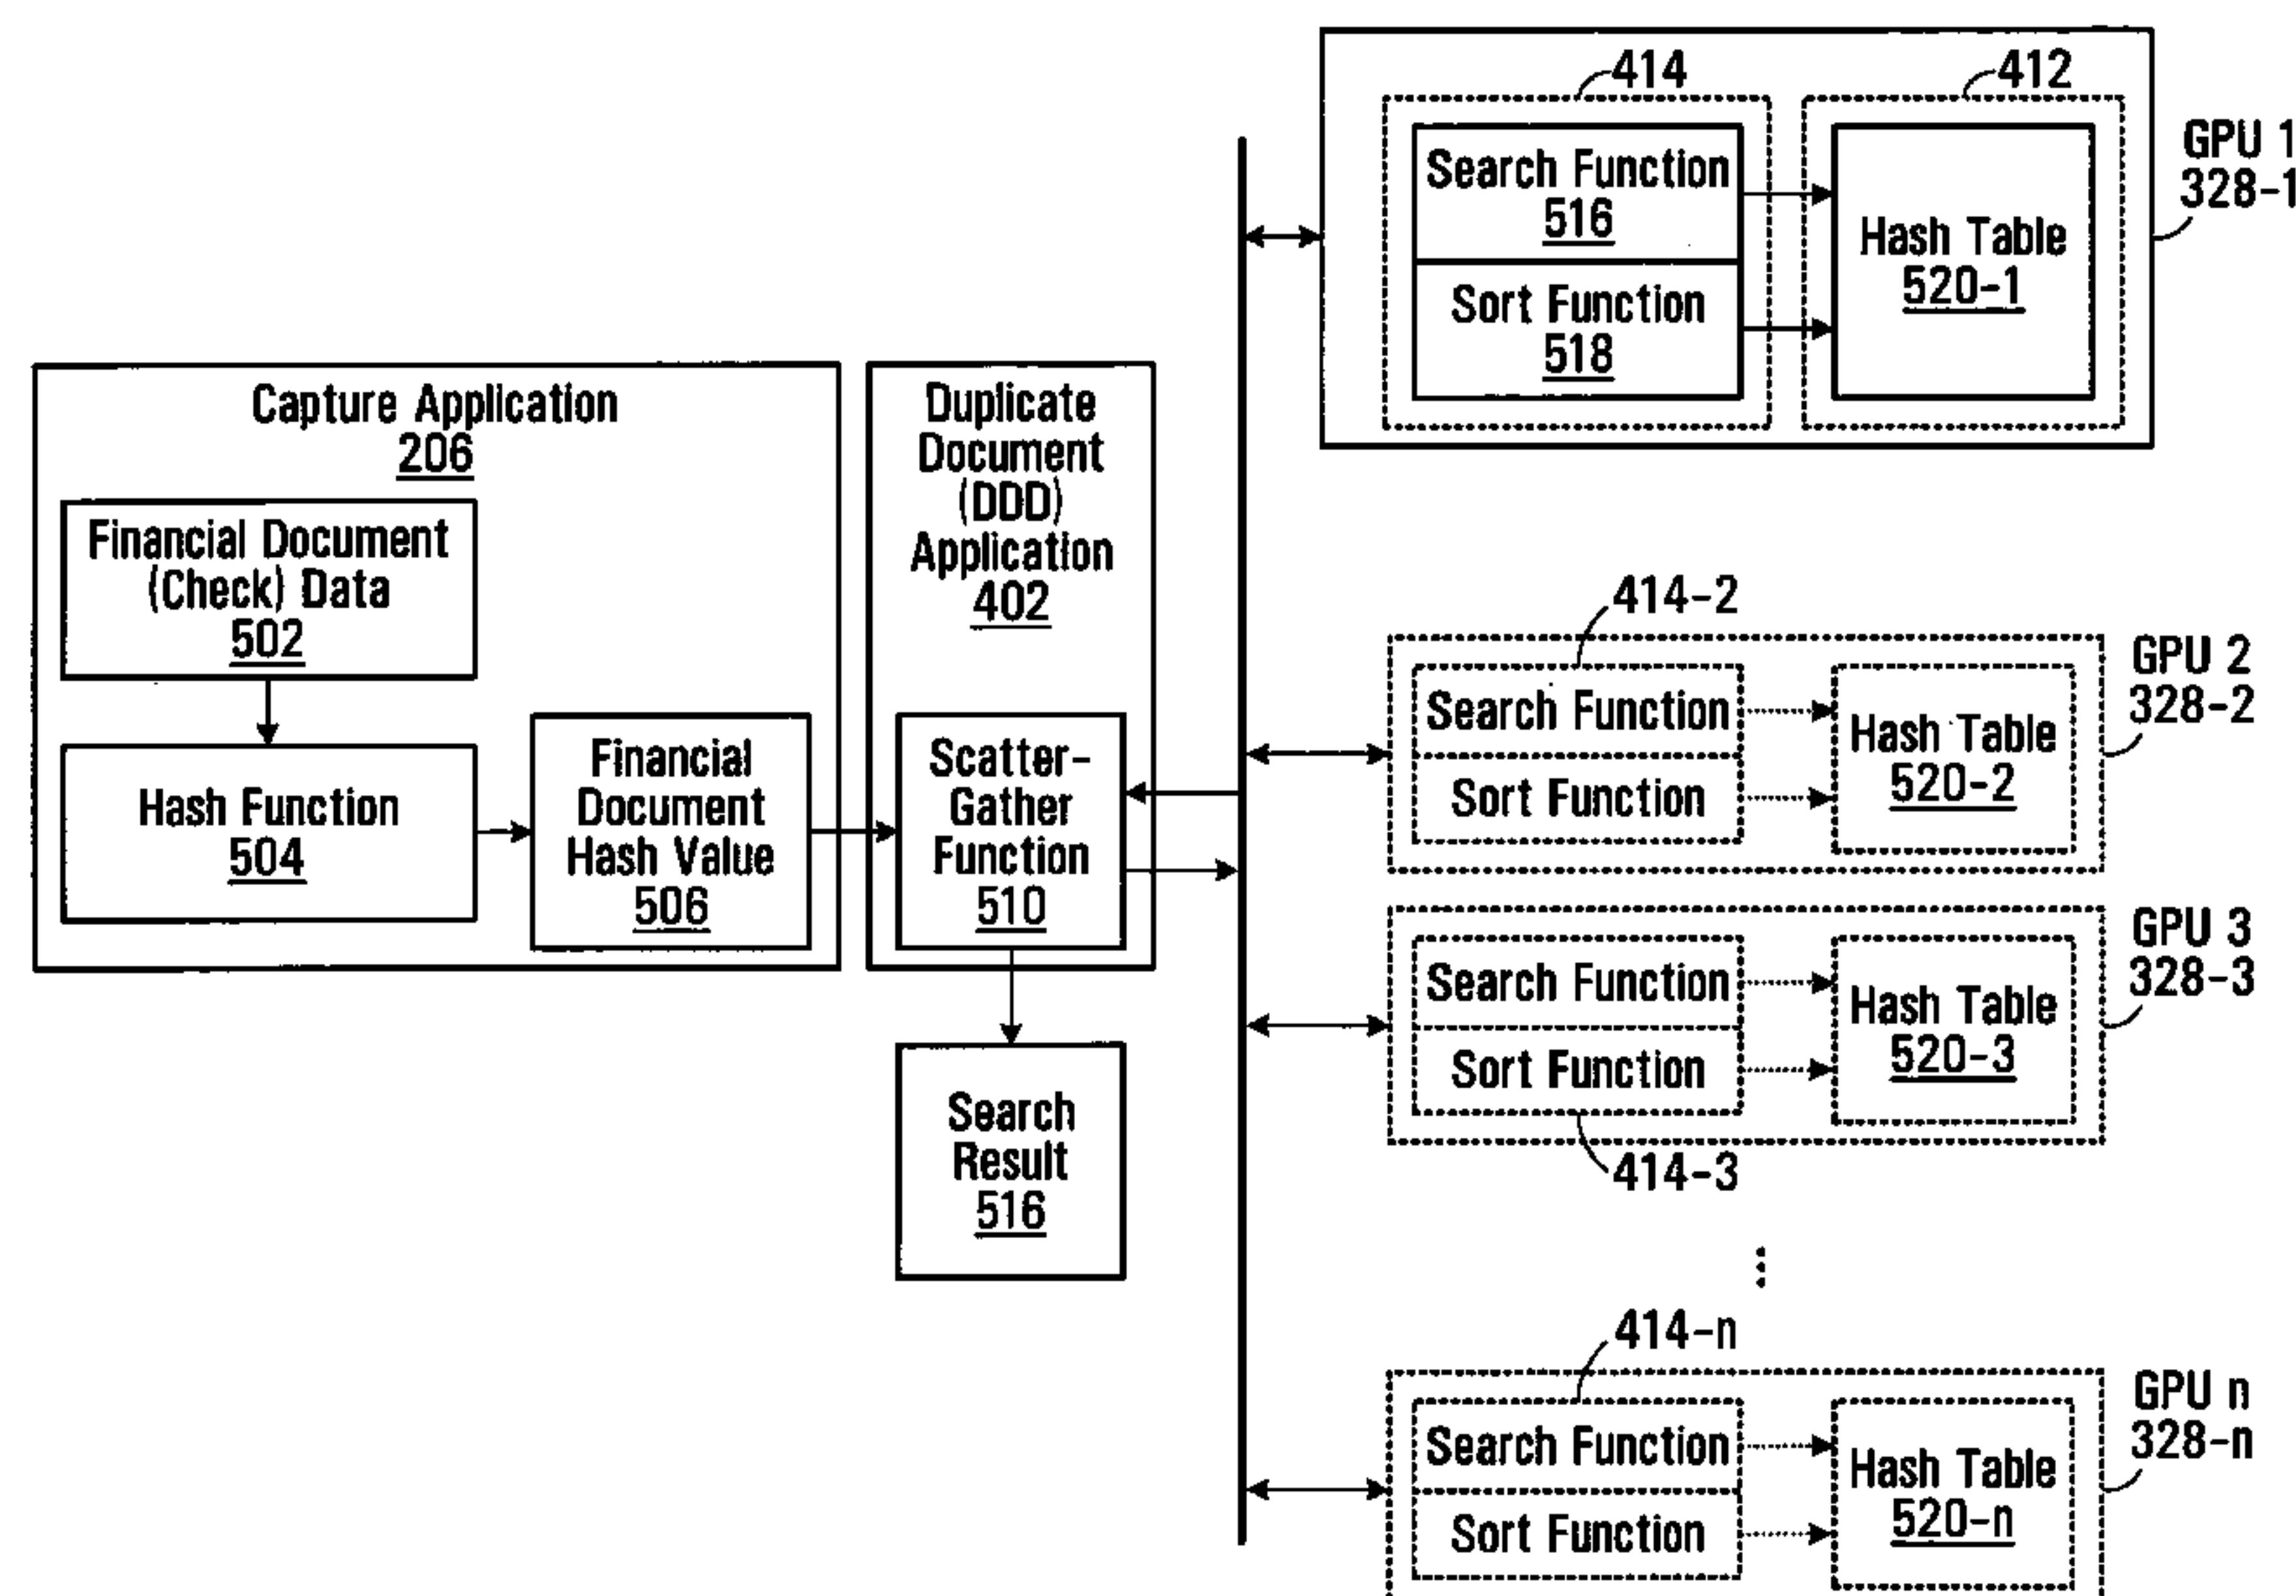 Capture Application
206
Financial Document
(Check) Data
502
Hash Function
504
Financial
Document
Hash Value
506
Duplicate
Document
(DDD)
Application
402
Scatter-
Gather
Function
510
Search
Result
516
414
412
Search Function
516
Sort Function
518
Hash Table
520-1
GPU 1
328-1
414-2
Search Function
Sort Function
Hash Table
520-2
GPU 2
328-2
Search Function
Sort Function
Hash Table
520-3
GPU 3
328-3
414-3
414-n
Search Function
Sort Function
Hash Table
520-n
GPU n
328-n